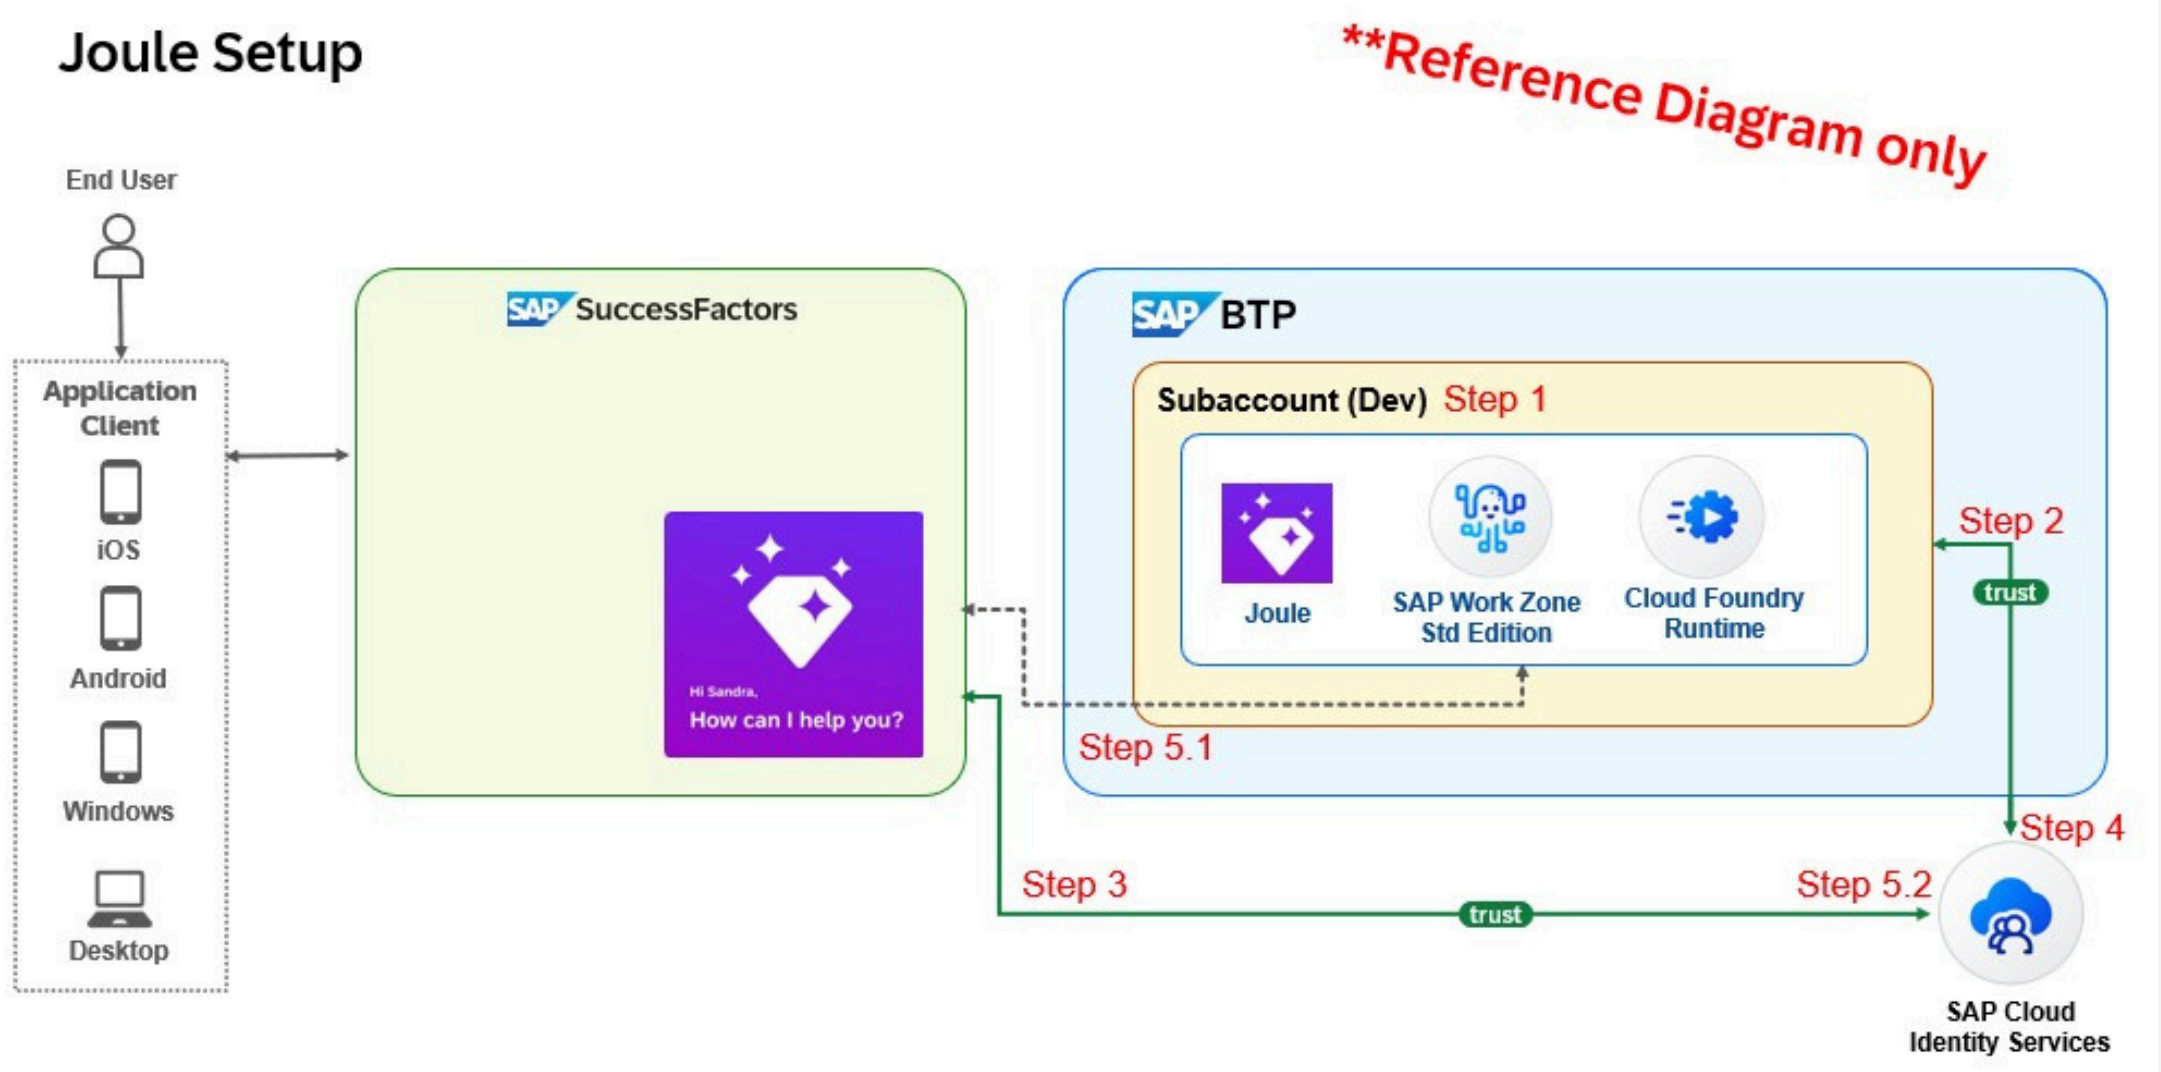 Joule Setup
**Reference Diagram only
End User
Application
Client
iOS
Android
Windows
Desktop
SAP SuccessFactors
Hi Sandra,
How can I help you?
SAP BTP
Subaccount (Dev) Step 1
Joule
SAP Work Zone
Std Edition
Cloud Foundry
Runtime
Step 2
trust
Step 5.1
Step 4
Step 3
trust
Step 5.2
SAP Cloud
Identity Services